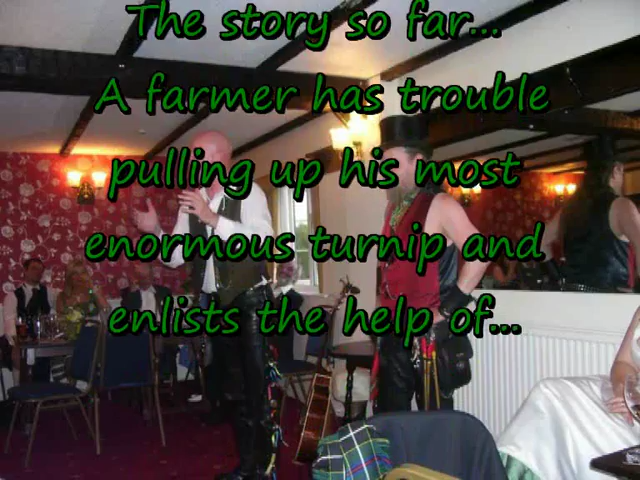 The story so far...
A farmer has trouble
pulling up his most
enormous turnip and
enlists the help of...